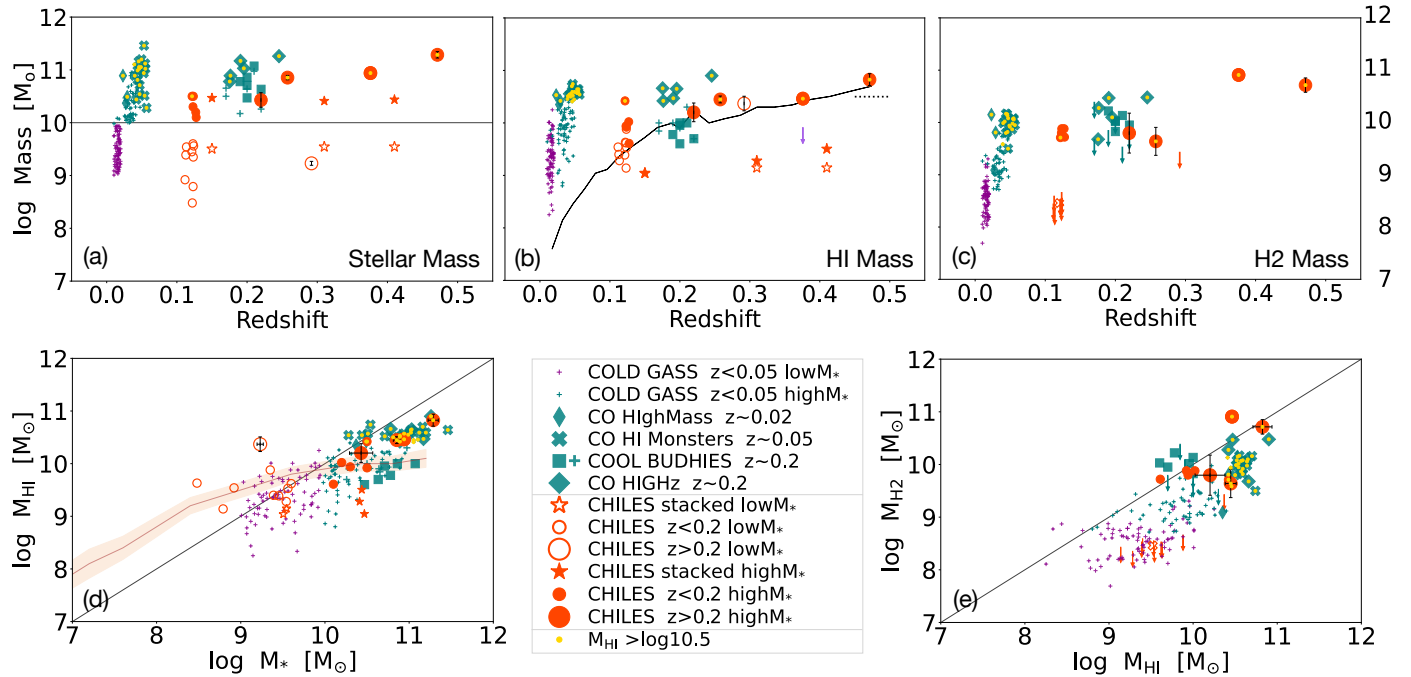 12
11
10
9
8
7
log Mass [M₀]
(a)
Stellar Mass
0.0 0.1 0.2 0.3 0.4 0.5
Redshift
(b)
HI Mass
0.0 0.1 0.2 0.3 0.4 0.5
Redshift
12
11
10
9
8
7
(c)
H2 Mass
0.0 0.1 0.2 0.3 0.4 0.5
Redshift
12
11
10
9
8
7
log M_HI [M⊙]
(d)
7 8 9 10 11 12
log M* [M⊙]
COLD GASS z<0.05 lowM*
COLD GASS z<0.05 highM*
CO HIghMass z~0.02
CO HI Monsters z~0.05
COOL BUDHIES z~0.2
CO HIGHz z~0.2
CHILES stacked lowM*
CHILES z<0.2 lowM*
CHILES z>0.2 lowM*
CHILES stacked highM*
CHILES z<0.2 highM*
CHILES z>0.2 highM*
M_HI >log10.5
12
11
10
9
8
7
log M_H2 [M⊙]
(e)
7 8 9 10 11 12
log M_HI [M⊙]